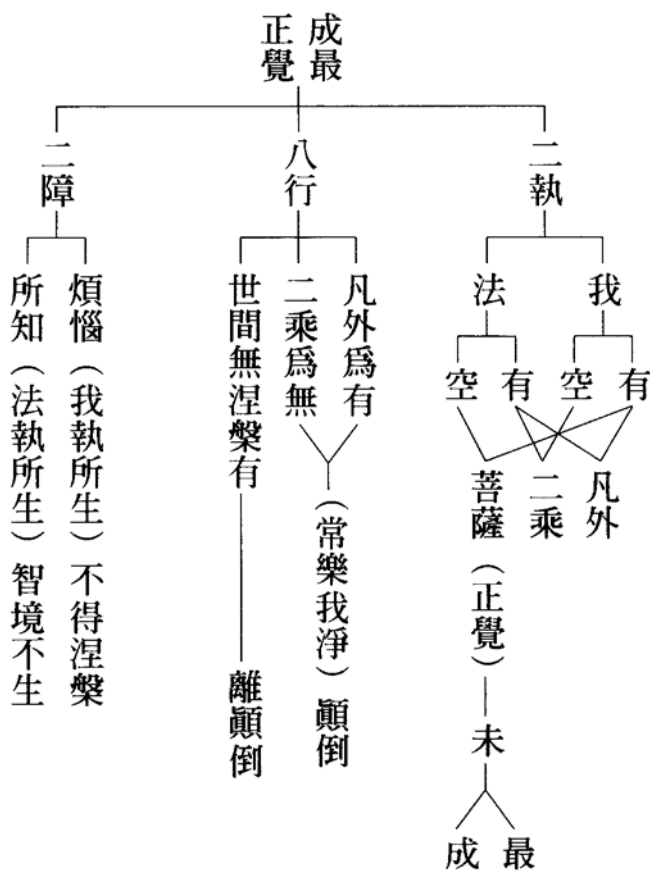 成最
正覺
二執
我
有
空
法
有
空
凡外
二乘
菩薩（正覺）
未
最
成
八行
凡外爲有
二乘爲無
（常樂我淨）顚倒
世間無涅槃有
離顚倒
二障
煩惱（我執所生）不得涅槃
所知（法執所生）智境不生